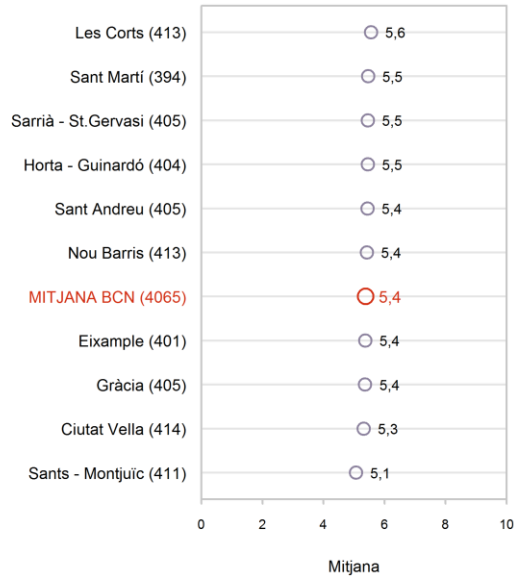 Les Corts (413) 5,6
Sant Martí (394) 5,5
Sarrià - St.Gervasi (405) 5,5
Horta - Guinardó (404) 5,5
Sant Andreu (405) 5,4
Nou Barris (413) 5,4
MITJANA BCN (4065) 5,4
Eixample (401) 5,4
Gràcia (405) 5,4
Ciutat Vella (414) 5,3
Sants - Montjuïc (411) 5,1
0 2 4 6 8 10
Mitjana